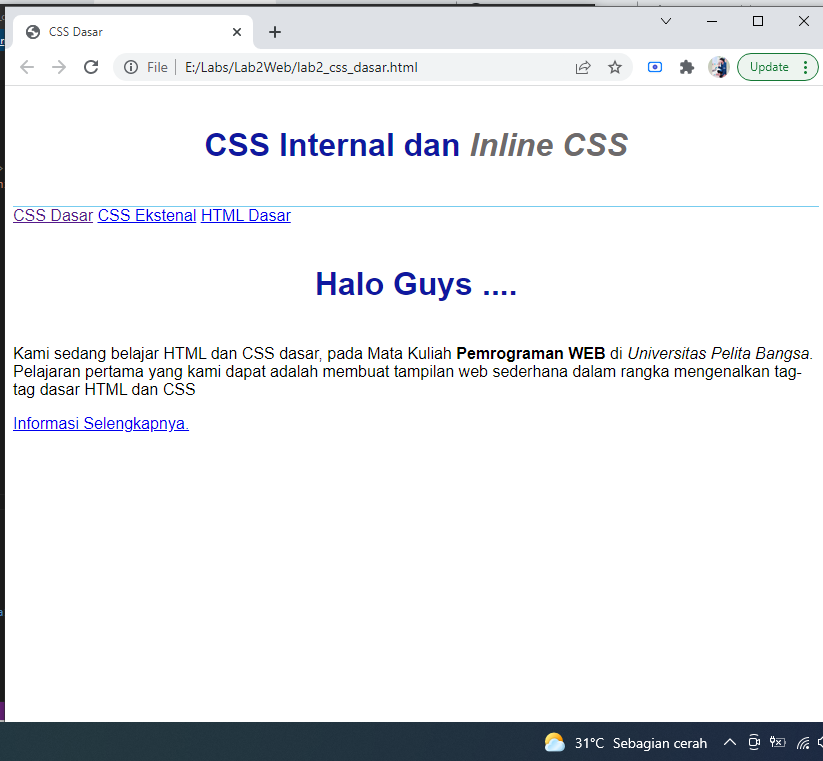 CSS Dasar
File
E:/Labs/Lab2Web/lab2_css_dasar.html
Update
CSS Internal dan Inline CSS
CSS Dasar CSS Ekstenal HTML Dasar
Halo Guys ....
Kami sedang belajar HTML dan CSS dasar, pada Mata Kuliah Pemrograman WEB di Universitas Pelita Bangsa.
Pelajaran pertama yang kami dapat adalah membuat tampilan web sederhana dalam rangka mengenalkan tag-
tag dasar HTML dan CSS
Informasi Selengkapnya.
31°C Sebagian cerah